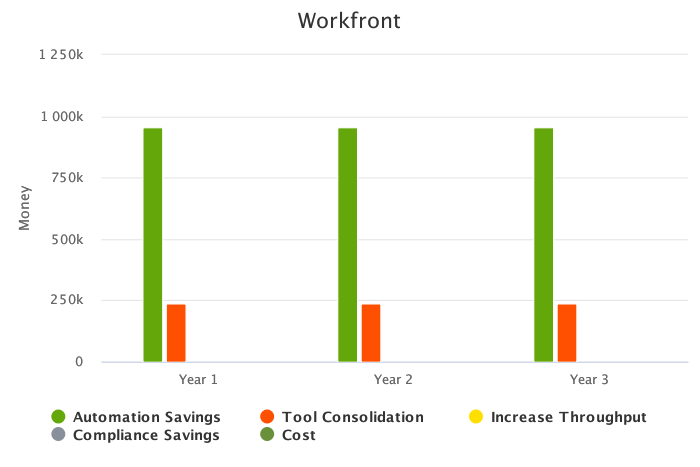 Workfront
1 250k
1 000k
750k
500k
250k
0
Money
Year 1
Year 2
Year 3
Automation Savings
Tool Consolidation
Increase Throughput
Compliance Savings
Cost